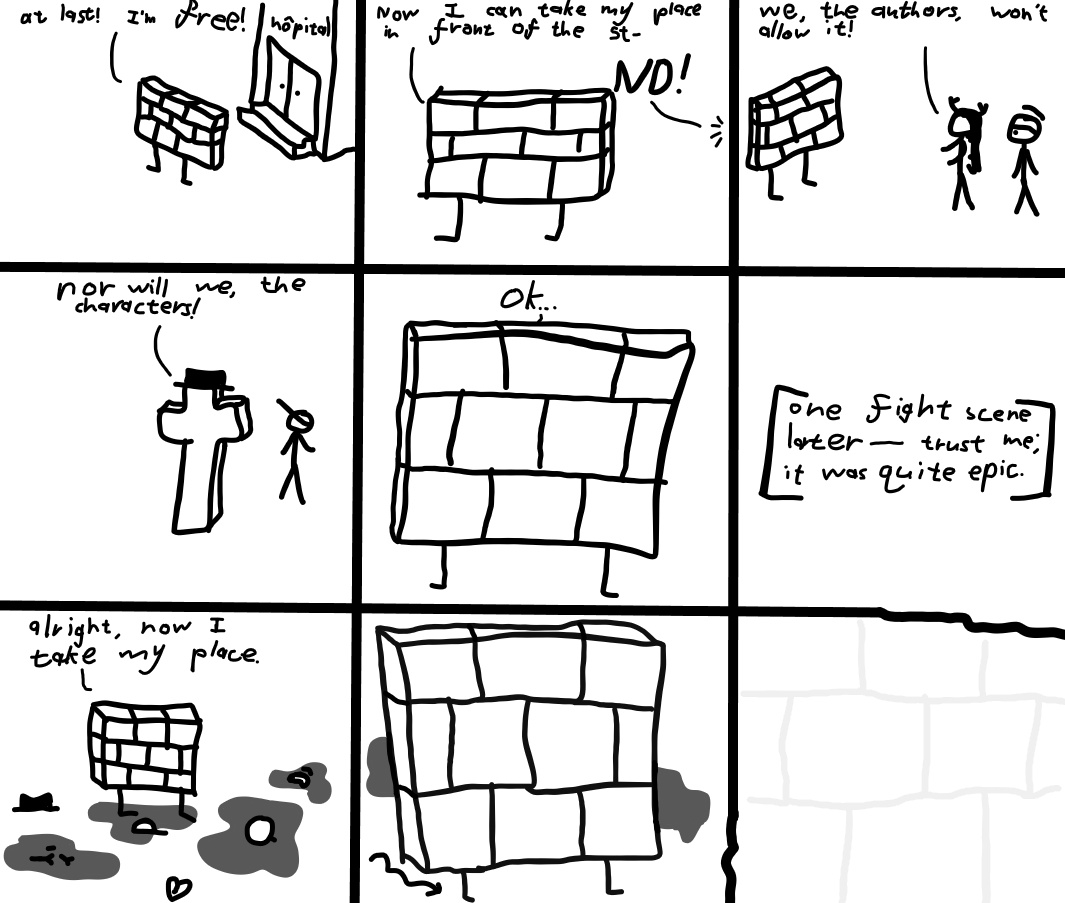 at last! I'm free!
hôpital
Now I can take my place
in front of the st-
NO!
we, the authors, won't
allow it!
nor will we, the
characters!
Ok...
one fight scene
later — trust me;
it was quite epic.
alright, now I
take my place.